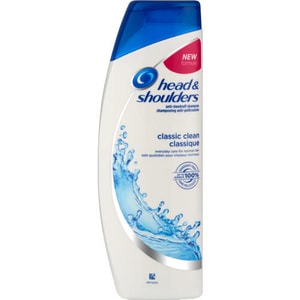 NEW
formula
head &
shoulders
anti-dandruff shampoo
shampooing anti-pelliculaire
classic clean
classique
everyday care for normal hair
soin quotidien pour cheveux normaux
100%